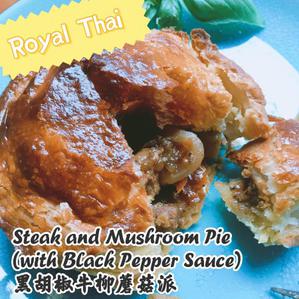 Royal Thai
Steak and Mushroom Pie
(with Black Pepper Sauce)
黑胡椒牛柳蘑菇派